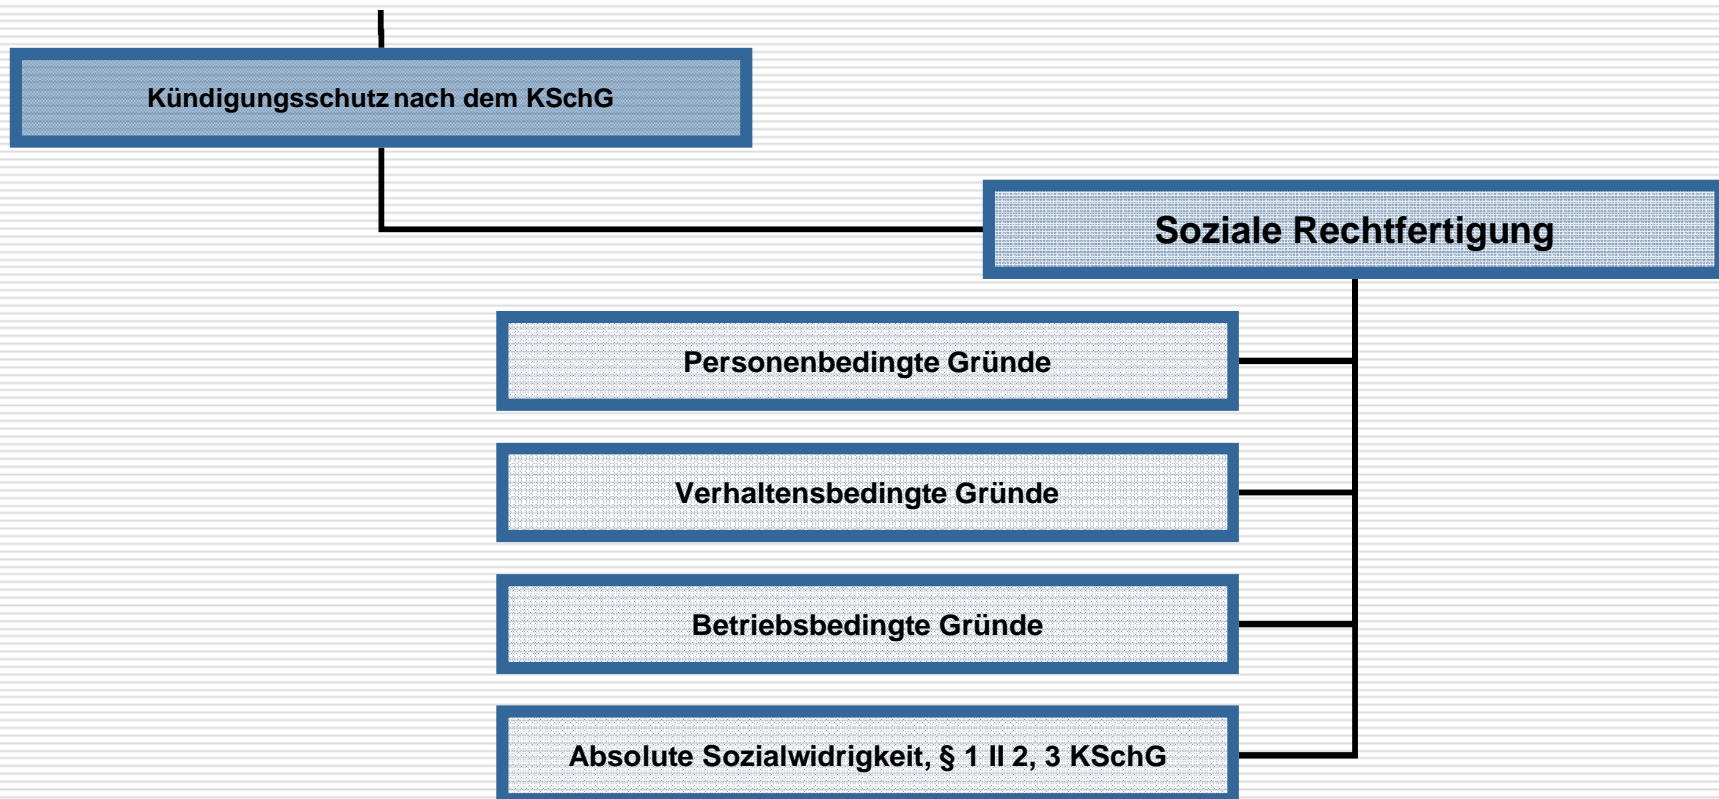 Kündigungsschutz nach dem KSchG
Soziale Rechtfertigung
Personenbedingte Gründe
Verhaltensbedingte Gründe
Betriebsbedingte Gründe
Absolute Sozialwidrigkeit, § 1 II 2, 3 KSchG